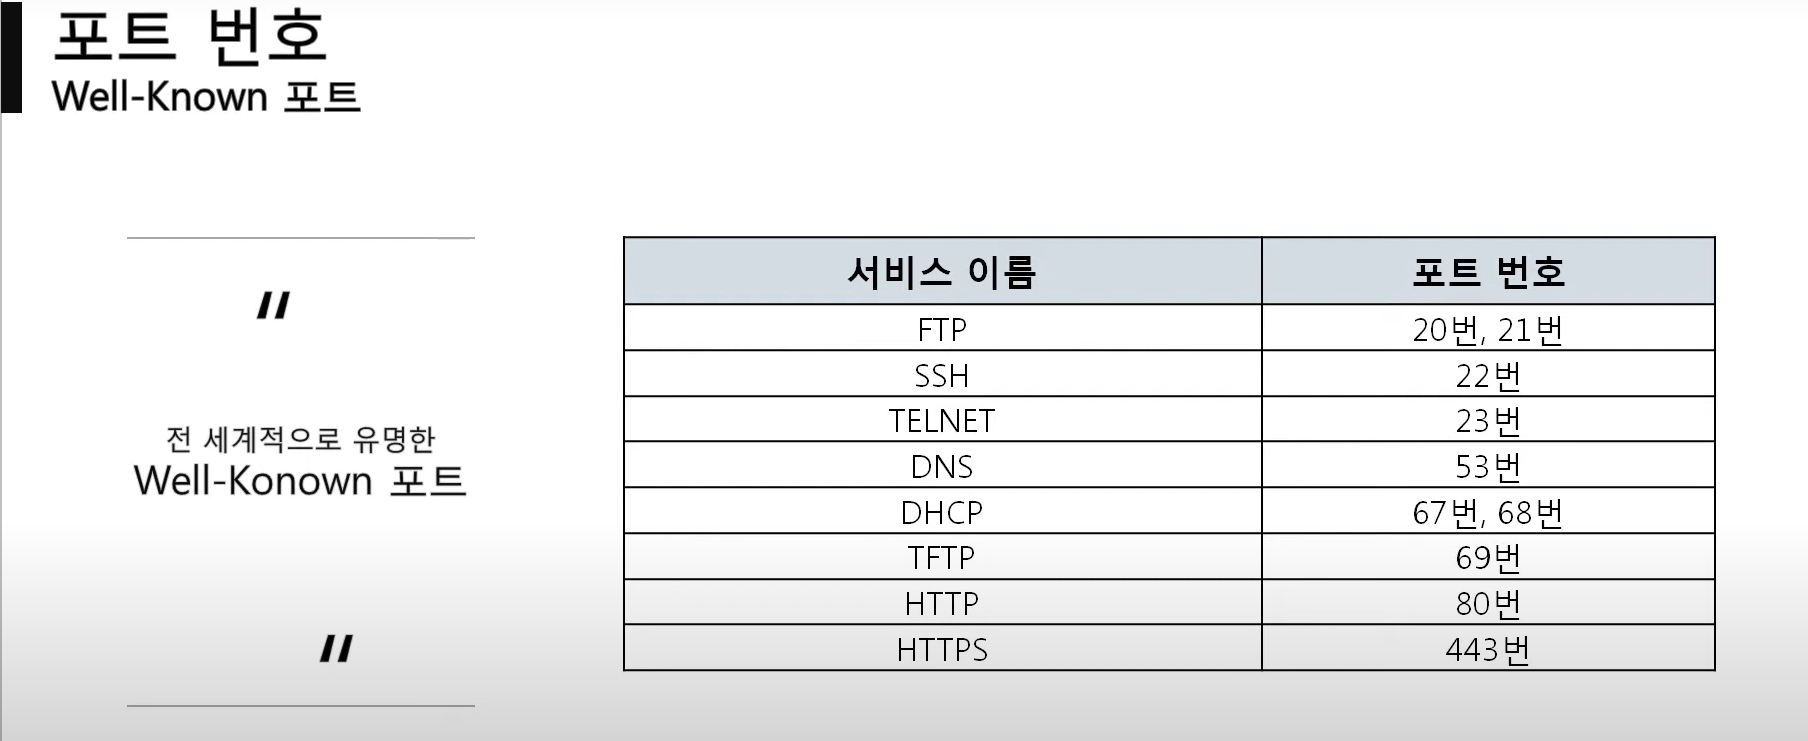 포트 번호
Well-Known 포트
"
전 세계적으로 유명한
Well-Konown 포트
"
서비스 이름 포트 번호
FTP 20번, 21번
SSH 22번
TELNET 23번
DNS 53번
DHCP 67번, 68번
TFTP 69번
HTTP 80번
HTTPS 443번